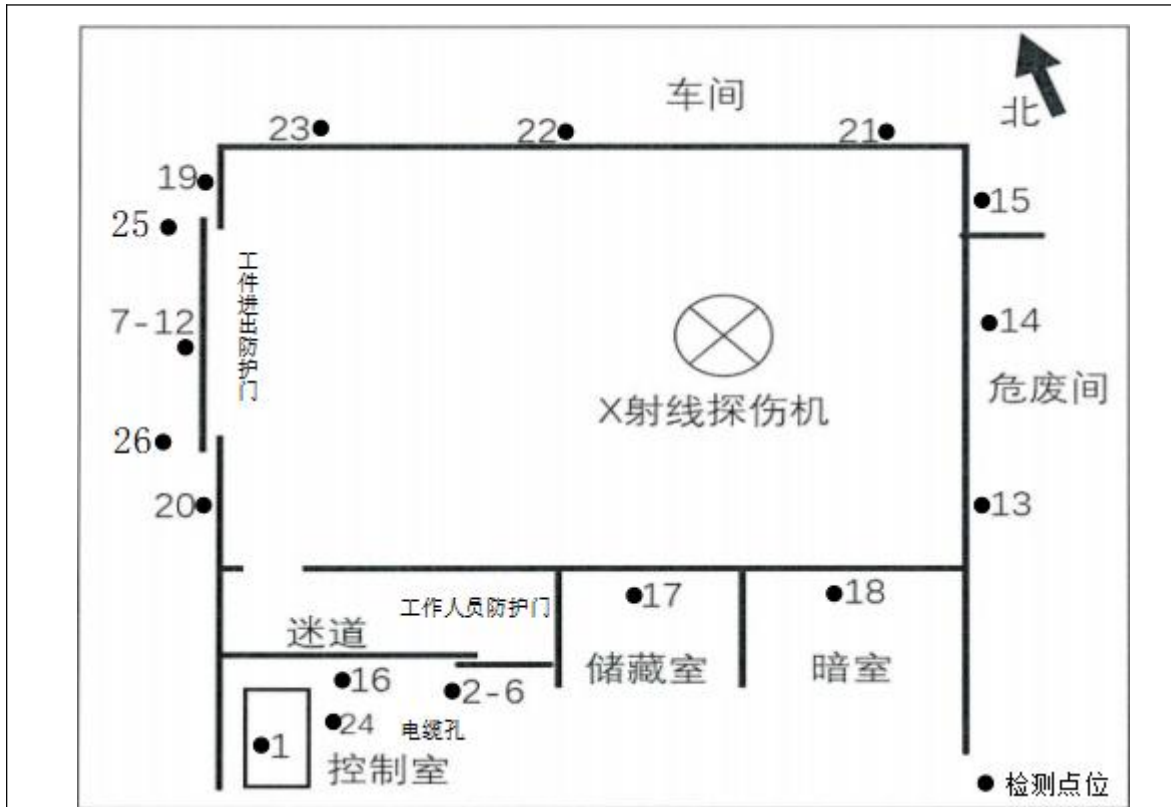 车间
北
23
22
21
19
15
25
工件进出防护门
7-12
14
X射线探伤机
危废间
26
20
13
17
18
工作人员防护门
迷道
储藏室
暗室
16
2-6
24
电缆孔
1
控制室
检测点位